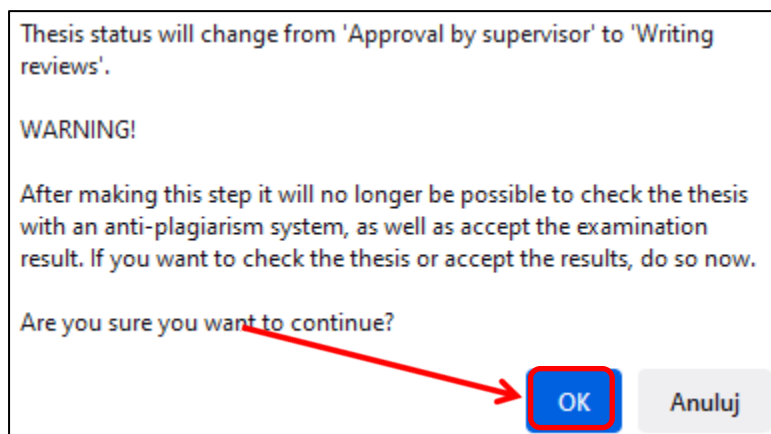 Thesis status will change from 'Approval by supervisor' to 'Writing
reviews'.
WARNING!
After making this step it will no longer be possible to check the thesis
with an anti-plagiarism system, as well as accept the examination
result. If you want to check the thesis or accept the results, do so now.
Are you sure you want to continue?
OK Anuluj